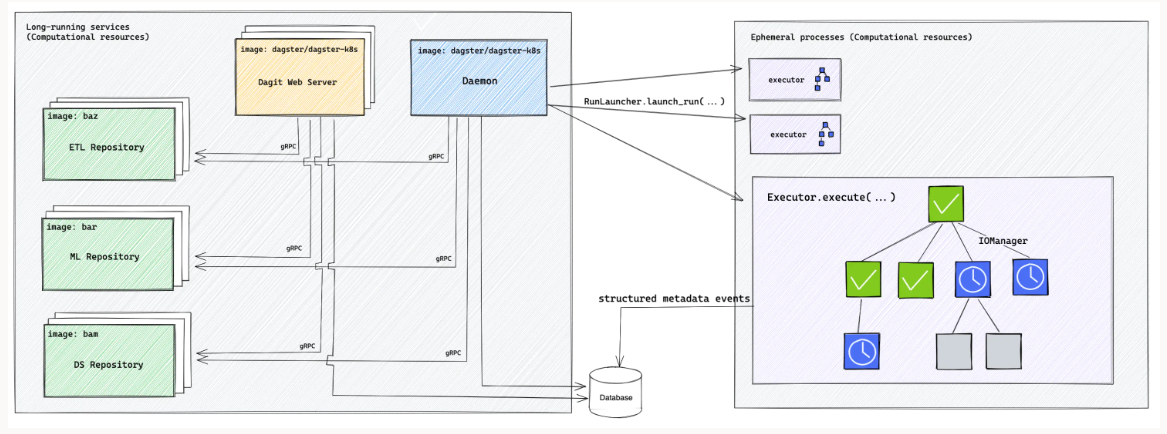 Long-running services
(Computational resources)
image: dagster/dagster-k8s
Dagit Web Server
image: dagster/dagster-k8s
Daemon
image: baz
ETL Repository
gRPC
gRPC
image: bar
ML Repository
gRPC
gRPC
image: bam
DS Repository
gRPC
gRPC
Database
structured metadata events
RunLauncher.launch_run(...)
Ephemeral processes (Computational resources)
executor
executor
Executor.execute(...)
IOManager